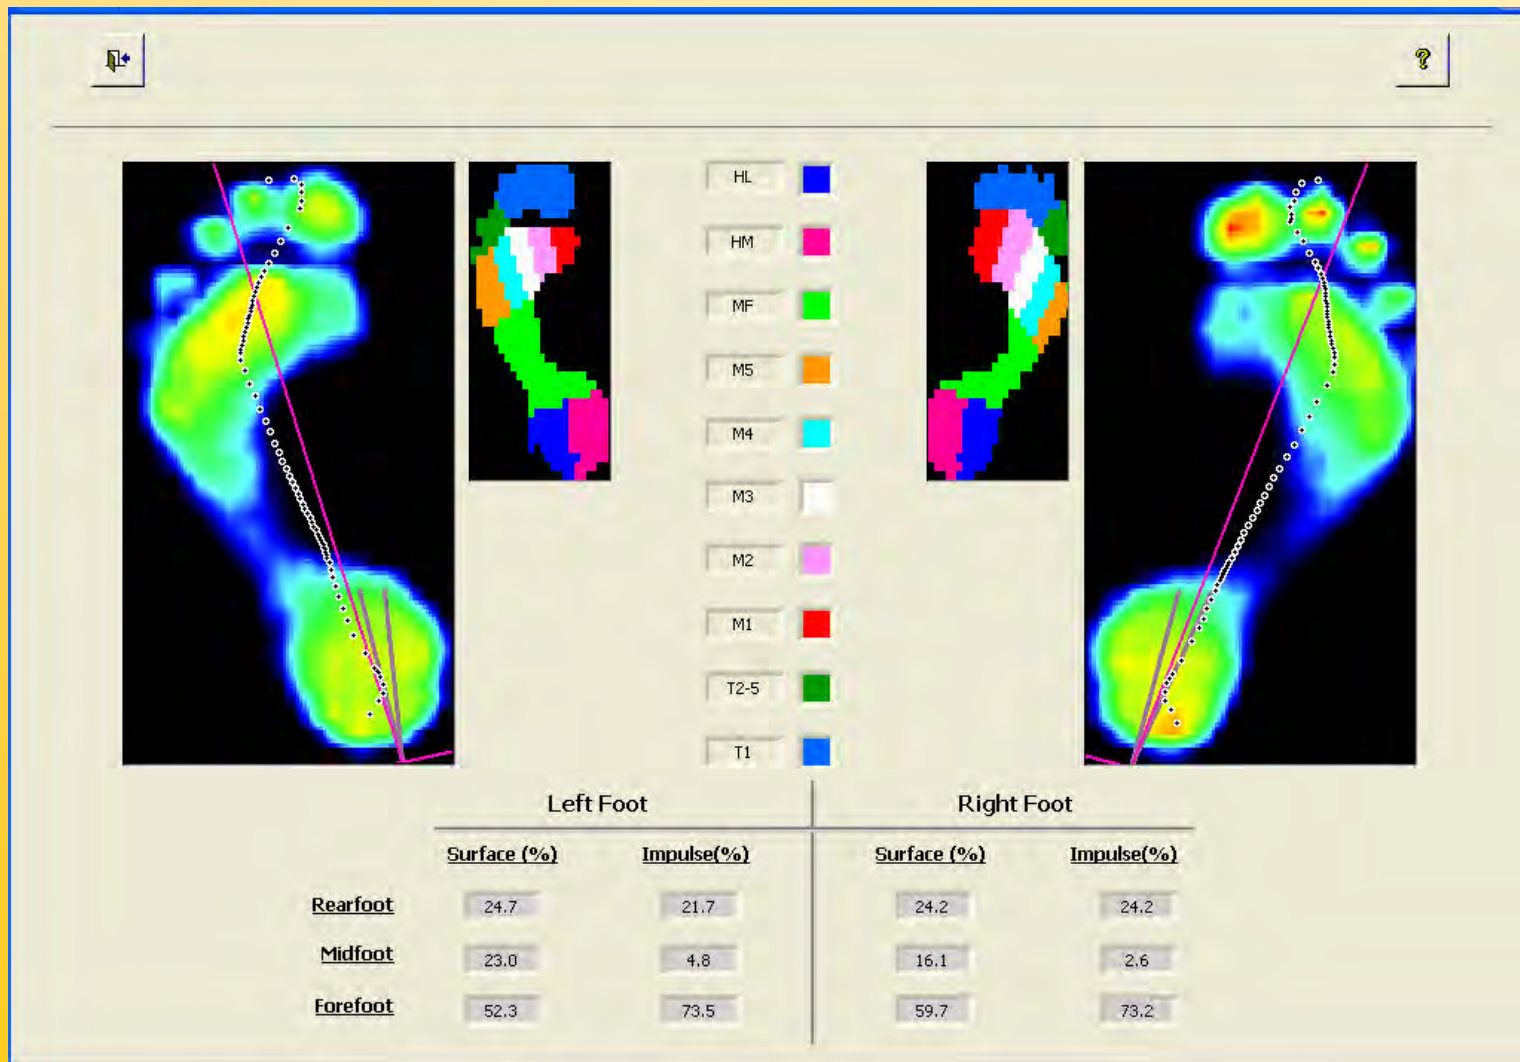 ?
HL
HM
MF
M5
M4
M3
M2
M1
T2-5
T1
Left Foot Right Foot
Surface (%) Impulse(%) Surface (%) Impulse(%)
Rearfoot 24.7 21.7 24.2 24.2
Midfoot 23.0 4.8 16.1 2.6
Forefoot 52.3 73.5 59.7 73.2